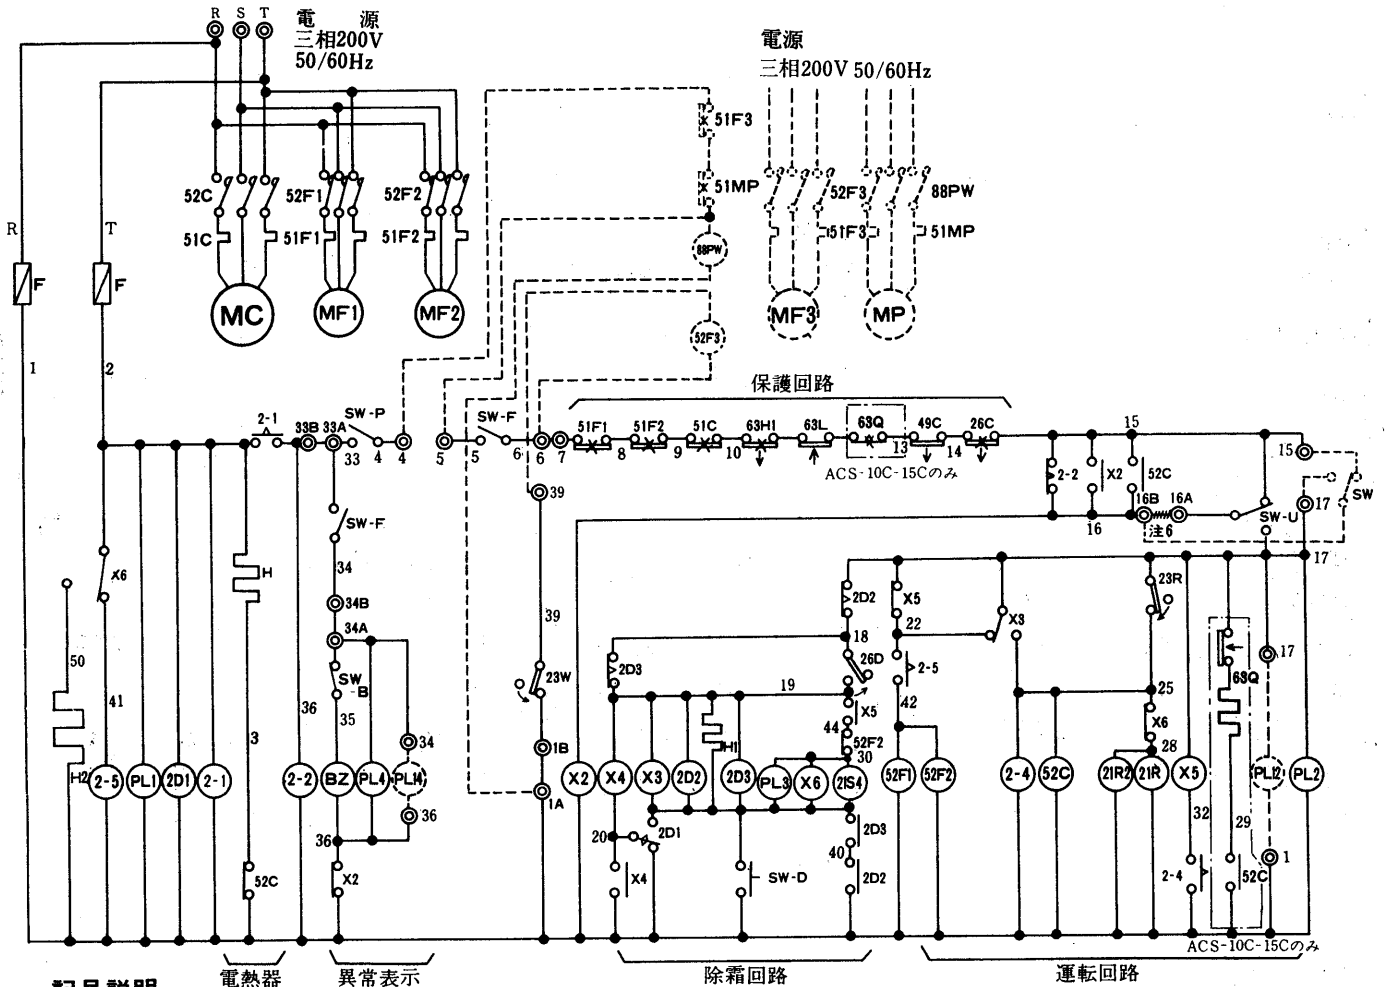 R S T
電 源
三相200V
50/60Hz
電源
三相200V 50/60Hz
51F3
51MP
88PW
52F3
52C
52F1
52F2
52F3
88PW
51C
51F1
51F2
51F3
51MP
MC
MF1
MF2
MF3
MP
R
T
F
F
1
2
保護回路
2-1
33B
33A
SW-P
33
4
4
5
SW-F
5
6
6
7
51F1
8
51F2
9
51C
10
63H1
63L
63Q
13
49C
14
26C
ACS-10C-15Cのみ
15
15
2-2
X2
52C
16B
16A
17
SW
16
注6
SW-U
17
SW-F
34
34B
34A
SW
-B
35
39
39
23W
1B
1A
X6
H
50
41
36
3
2D2
X5
22
X3
23R
18
2D3
26D
2-5
19
X5
42
44
52F2
30
25
X6
28
63Q
17
H2
2-5
PL1
2D1
2-1
2-2
BZ
PL4
PL14
34
36
X2
X4
X3
2D2
H1
2D3
PL3
X6
21S4
52F1
52F2
2-4
52C
21R2
21R
X5
PL12
PL2
32
29
36
20
2D1
2D3
40
2D2
1
52C
X2
X4
SW-D
2-4
52C
ACS-10C-15Cのみ
電熱器
異常表示
除霜回路
運転回路
記号説明